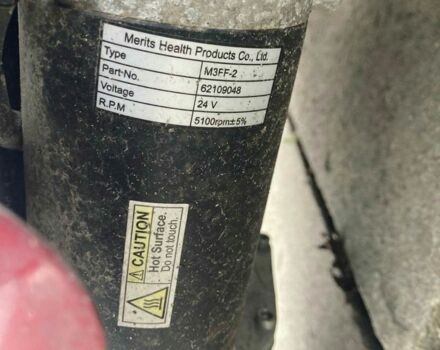 Merits Health Products Co., Ltd.
Type M3FF-2
Part-No. 62109048
Voltage 24 V
R.P.M 5100rpm±5%
CAUTION
Hot Surface.
Do not touch.